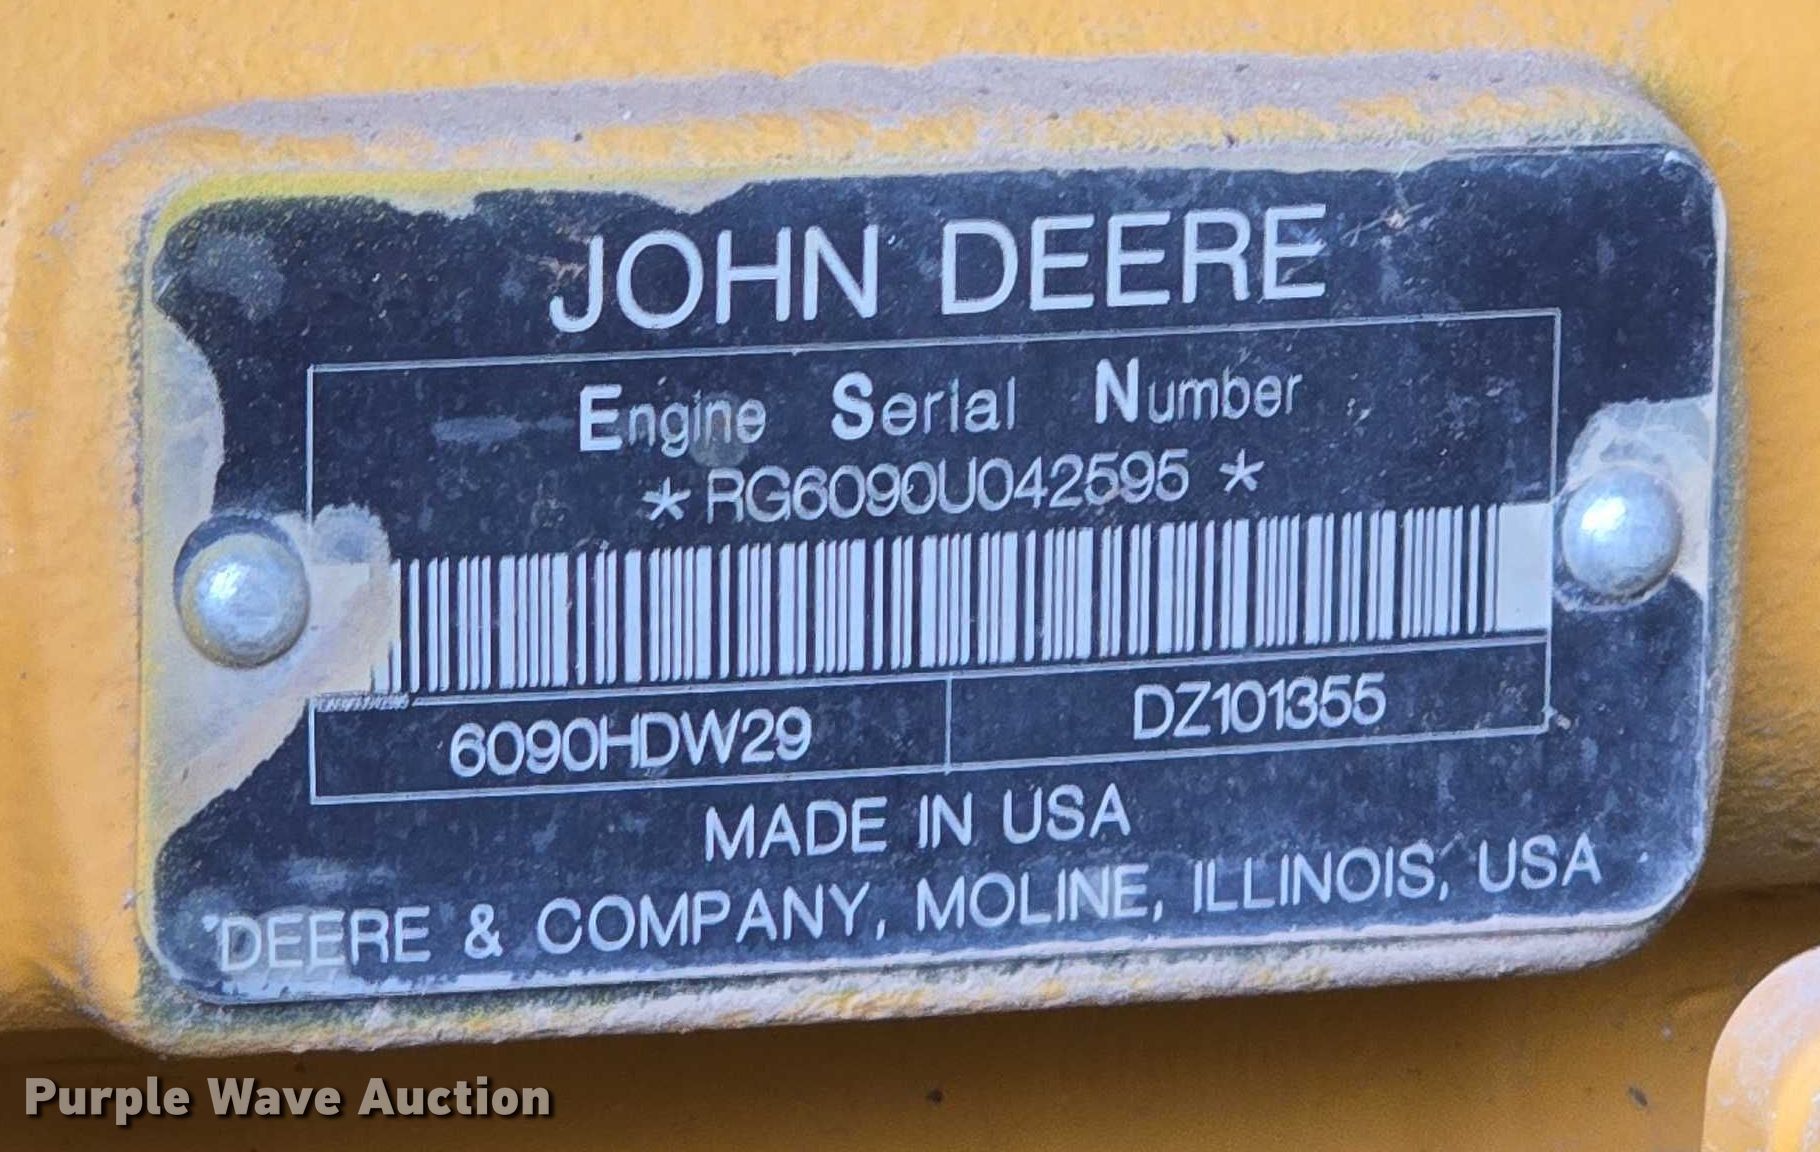 JOHN DEERE
Engine Serial Number
*RG6090U042595*
6090HDW29 DZ101355
MADE IN USA
DEERE & COMPANY, MOLINE, ILLINOIS, USA
Purple Wave Auction